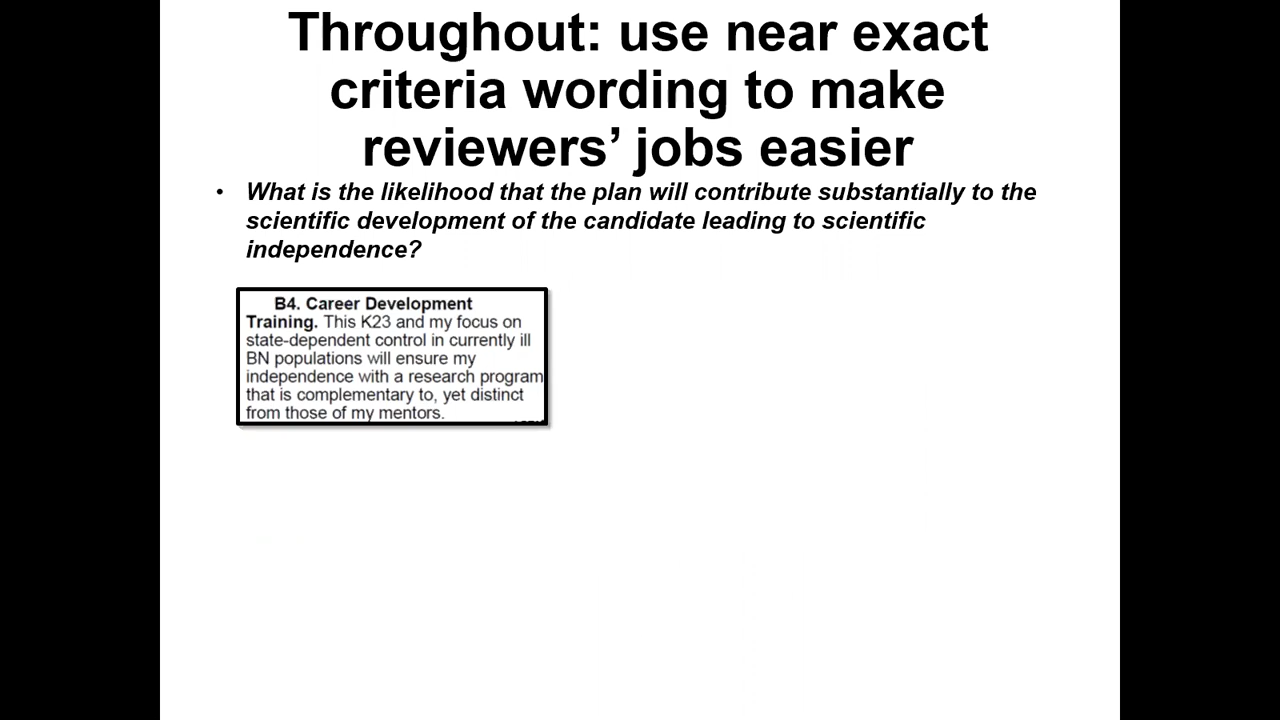 Throughout: use near exact
criteria wording to make
reviewers’ jobs easier
• What is the likelihood that the plan will contribute substantially to the
scientific development of the candidate leading to scientific
independence?
B4. Career Development
Training. This K23 and my focus on
state-dependent control in currently ill
BN populations will ensure my
independence with a research program
that is complementary to, yet distinct
from those of my mentors.